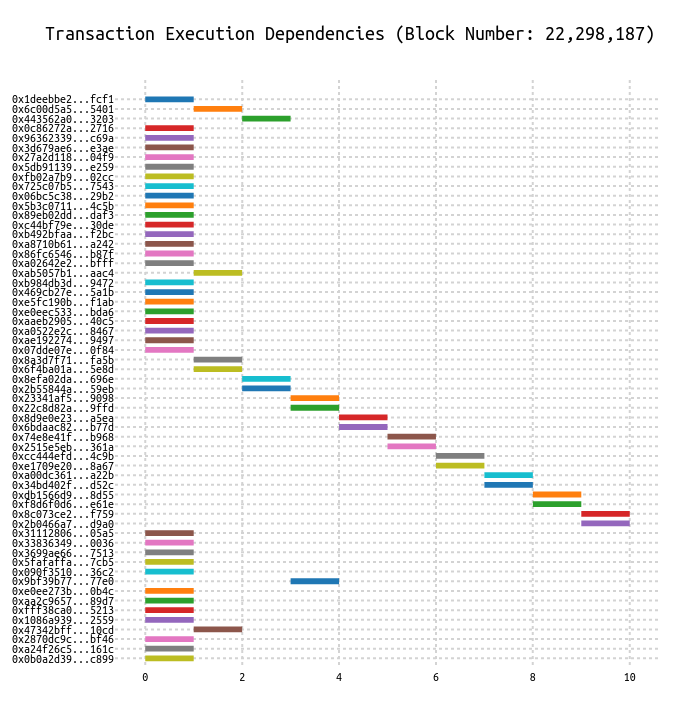 Transaction Execution Dependencies (Block Number: 22,298,187)
0x1deebbe2...fcf1
0x6c00d5a5...5401
0x443562a0...3203
0x0c86272a...2716
0x96362339...c69a
0x3d679ae6...e3ae
0x27a2d118...04f9
0x5db91139...e259
0xfb02a7b9...02cc
0x725c07b5...7543
0x06bc5c38...29b2
0x5b3c0711...4c5b
0x89eb02dd...daf3
0xc44bf79e...30de
0xb492bfaa...f2bc
0xa8710b61...a242
0x86fc6546...b87f
0xa02642e2...bfff
0xab5057b1...aac4
0xb984db3d...9472
0x469cb27e...5a1b
0xe5fc190b...f1ab
0xe0eec533...bda6
0xaaeb2905...40c5
0xa0522e2c...8467
0xae192274...9497
0x07dde07e...0f84
0x8a3d7f71...fa5b
0x6f4ba01a...5e8d
0x8efa02da...696e
0x2b55844a...59eb
0x23341af5...9098
0x22c8d82a...9ffd
0x8d9e0e23...a5ea
0x6bdaac82...b77d
0x74e8e41f...b968
0x2515e5eb...361a
0xcc444efd...4c9b
0xe1709e20...8a67
0xa00dc361...a22b
0x34bd402f...d52c
0xdb1566d9...8d55
0xf8d6f0d6...e61e
0x8c073ce2...f759
0x2b0466a7...d9a0
0x31112806...05a5
0x33836349...0036
0x3699ae66...7513
0x5fafaffa...7cb5
0x090f3510...36c2
0x9bf39b77...77e0
0xe0ee273b...0b4c
0xaa2c9657...89d7
0xfff38ca0...5213
0x1086a939...2559
0x47342bff...10cd
0x2870dc9c...bf46
0xa24f26c5...161c
0x0b0a2d39...c899
0 2 4 6 8 10